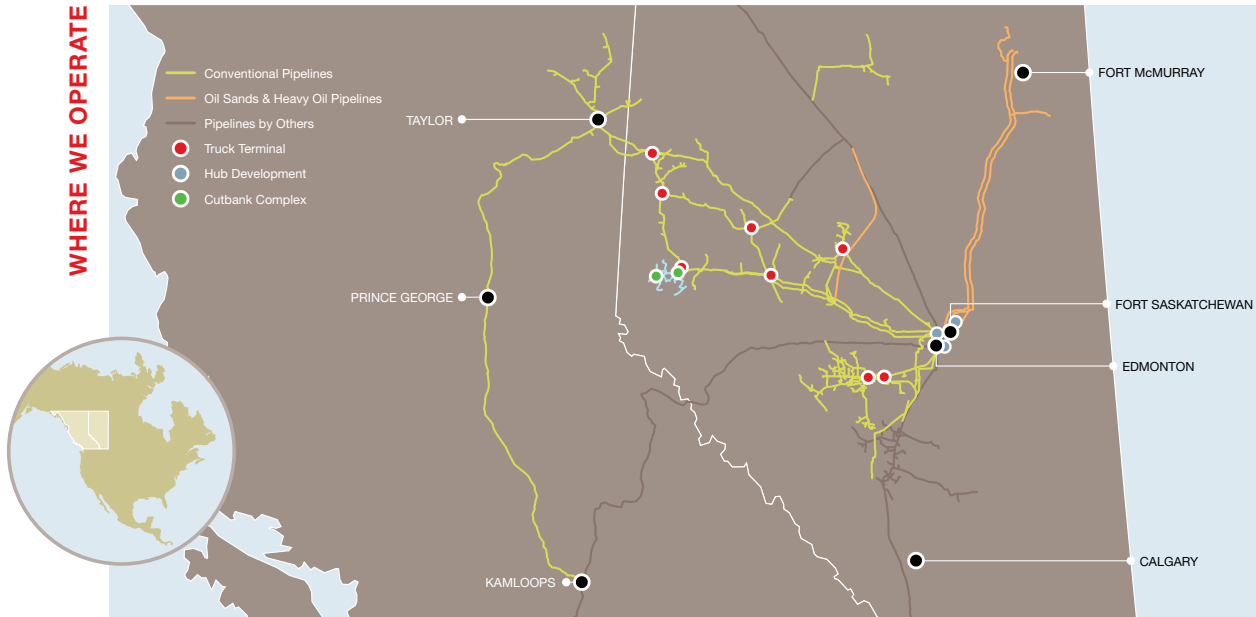 WHERE WE OPERATE
Conventional Pipelines
Oil Sands & Heavy Oil Pipelines
Pipelines by Others
Truck Terminal
Hub Development
Cutbank Complex
TAYLOR
FORT McMURRAY
PRINCE GEORGE
FORT SASKATCHEWAN
EDMONTON
CALGARY
KAMLOOPS